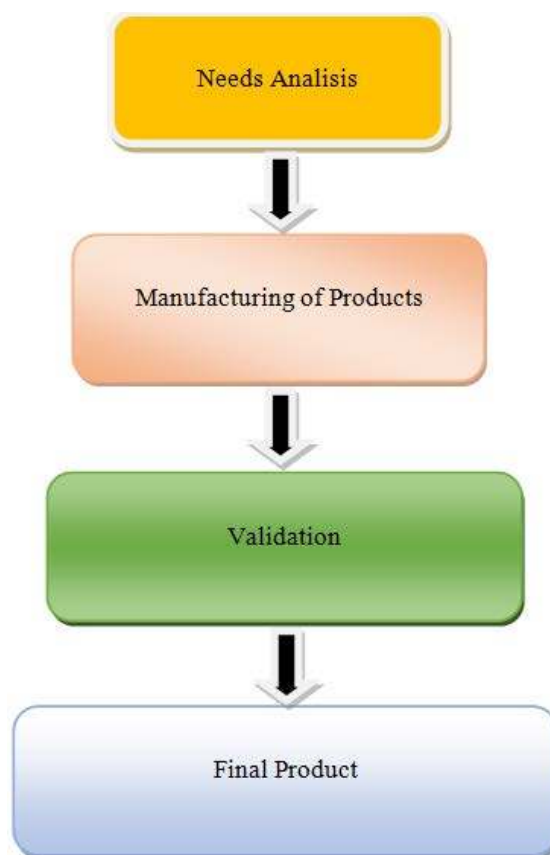 Needs Analisis
Manufacturing of Products
Validation
Final Product